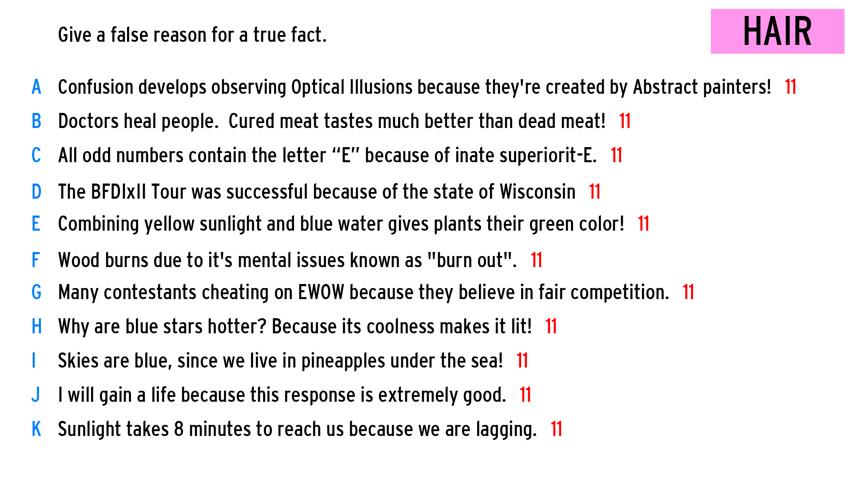 Give a false reason for a true fact.
HAIR
A Confusion develops observing Optical Illusions because they're created by Abstract painters! 11
B Doctors heal people. Cured meat tastes much better than dead meat! 11
C All odd numbers contain the letter “E” because of inate superiorit-E. 11
D The BFDIxII Tour was successful because of the state of Wisconsin 11
E Combining yellow sunlight and blue water gives plants their green color! 11
F Wood burns due to it's mental issues known as "burn out". 11
G Many contestants cheating on EWOW because they believe in fair competition. 11
H Why are blue stars hotter? Because its coolness makes it lit! 11
I Skies are blue, since we live in pineapples under the sea! 11
J I will gain a life because this response is extremely good. 11
K Sunlight takes 8 minutes to reach us because we are lagging. 11